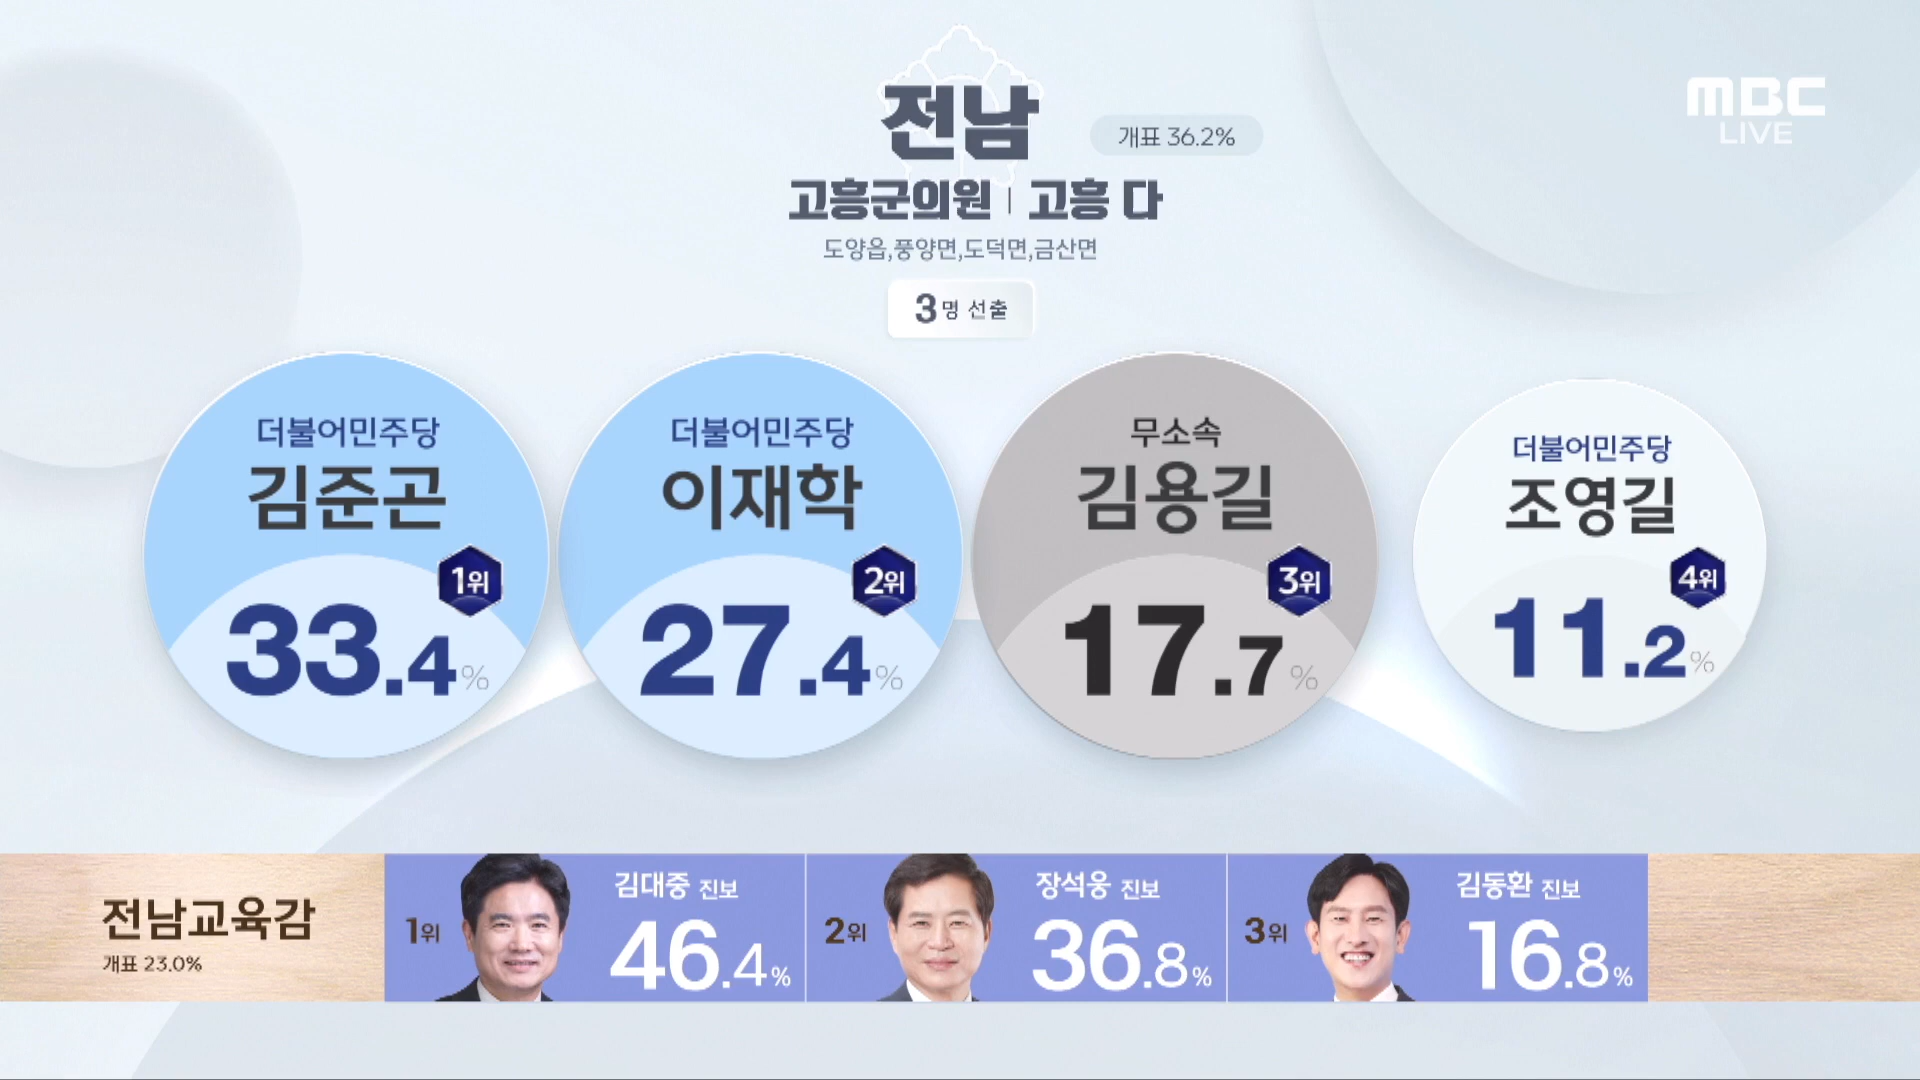 전남
개표 36.2%
MBC
LIVE
고흥군의원 | 고흥 다
도양읍,풍양면,도덕면,금산면
3명 선출
더불어민주당
김준곤
1위
33.4%
더불어민주당
이재학
2위
27.4%
무소속
김용길
3위
17.7%
더불어민주당
조영길
4위
11.2%
전남교육감
개표 23.0%
1위
김대중 진보
46.4%
2위
장석웅 진보
36.8%
3위
김동환 진보
16.8%